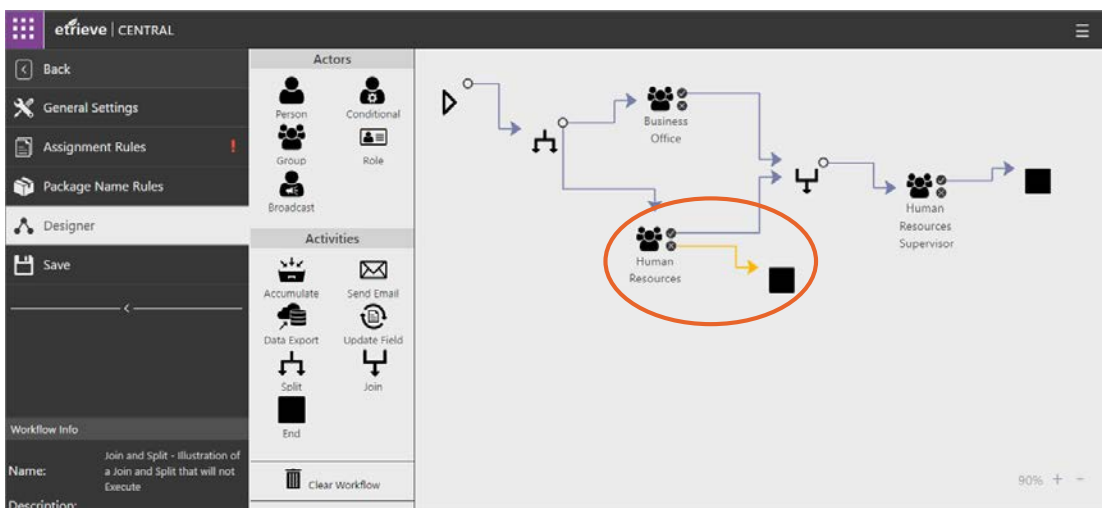 etrieve | CENTRAL
Back
General Settings
Assignment Rules
Package Name Rules
Designer
Save
Workflow Info
Name:
Join and Split - Illustration of
a Join and Split that will not
Execute
Description:
Actors
Person Conditional
Group Role
Broadcast
Activities
Accumulate Send Email
Data Export Update Field
Split Join
End
Clear Workflow
Business
Office
Human
Resources
Human
Resources
Supervisor
90% + -